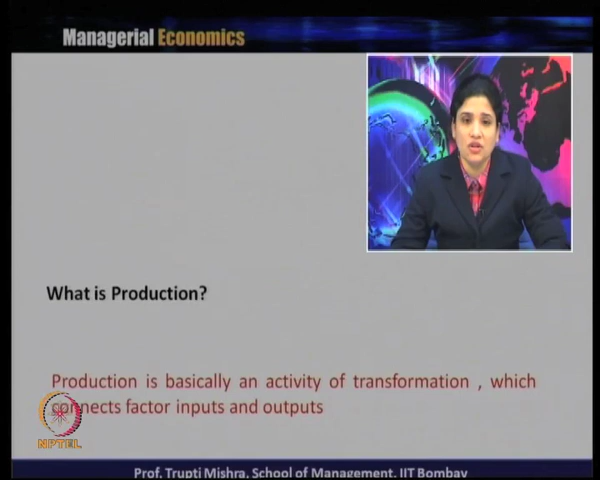 Managerial Economics
What is Production?
Production is basically an activity of transformation , which
connects factor inputs and outputs
NPTEL
Prof. Trupti Mishra, School of Management, IIT Bombay